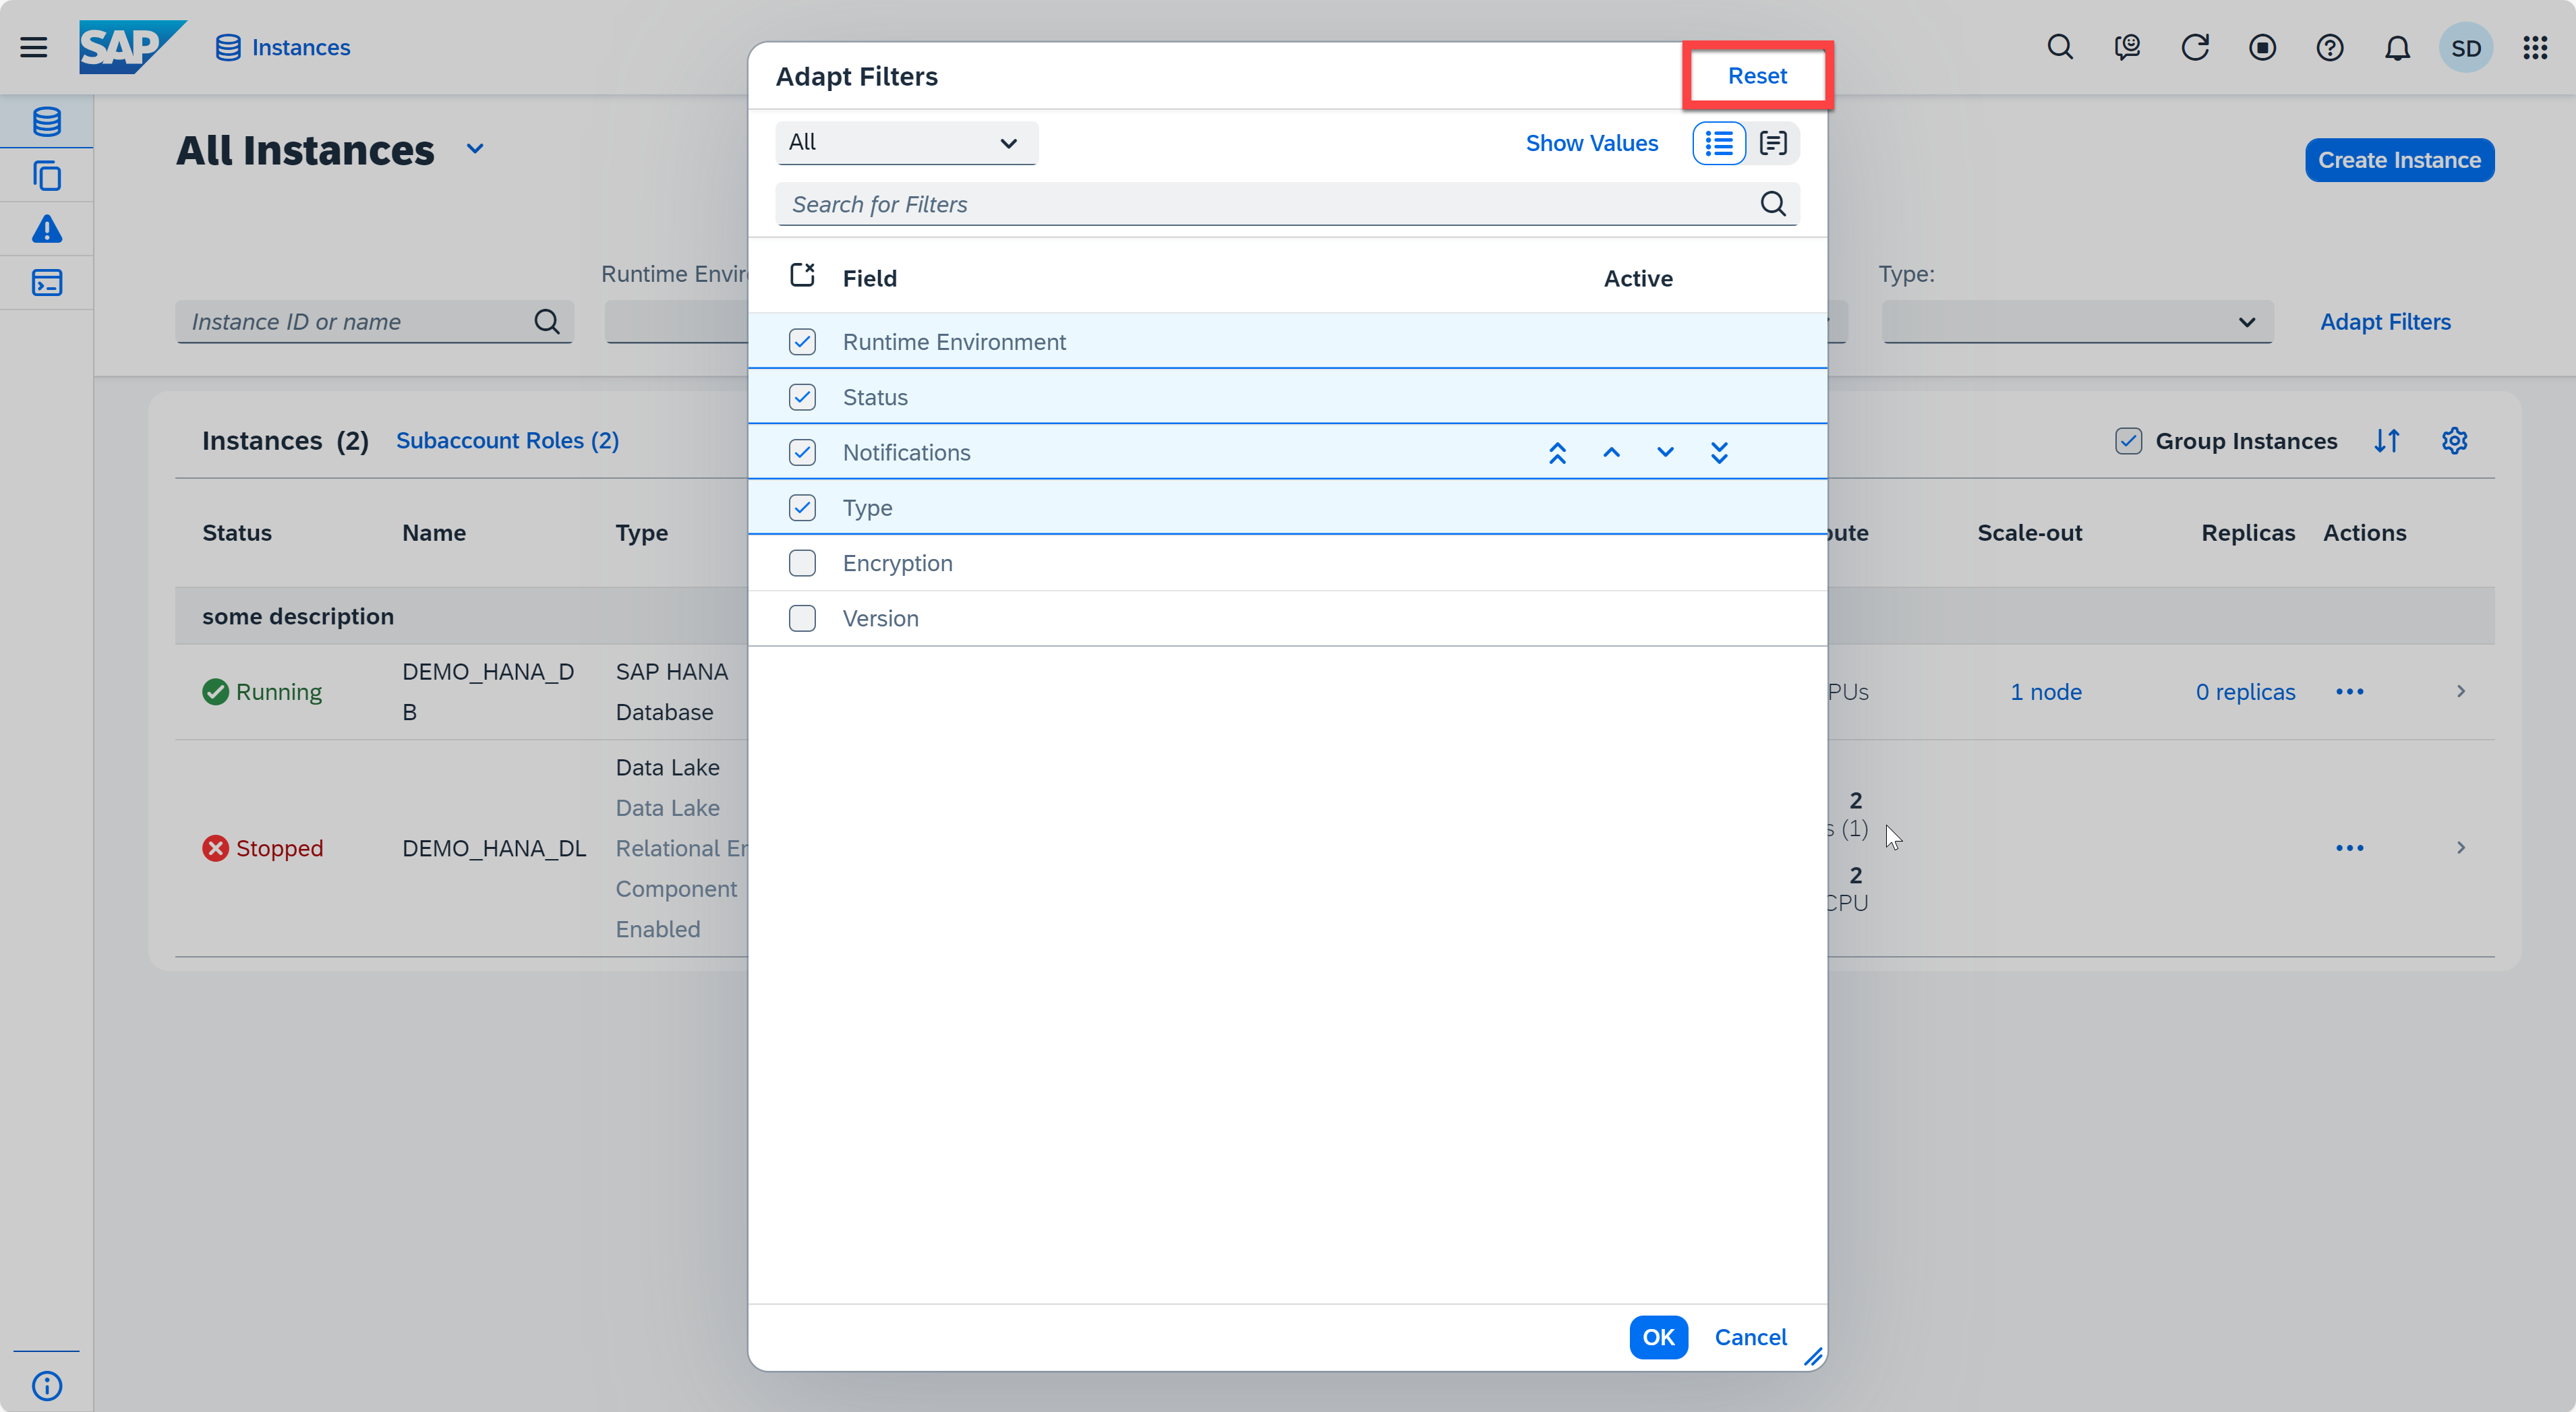 SAP Instances
SD
Adapt Filters
Reset
All Instances
All
Show Values
Create Instance
Search for Filters
Runtime Envir
Type:
Instance ID or name
Adapt Filters
Field
Active
Runtime Environment
Status
Notifications
Type
Encryption
Version
Instances (2)
Subaccount Roles (2)
Group Instances
Status
Name
Type
oute
Scale-out
Replicas
Actions
some description
Running
DEMO_HANA_D
B
SAP HANA
Database
PUs
1 node
0 replicas
Stopped
DEMO_HANA_DL
Data Lake
Data Lake
Relational Er
Component
Enabled
2
s (1)
2
CPU
OK
Cancel